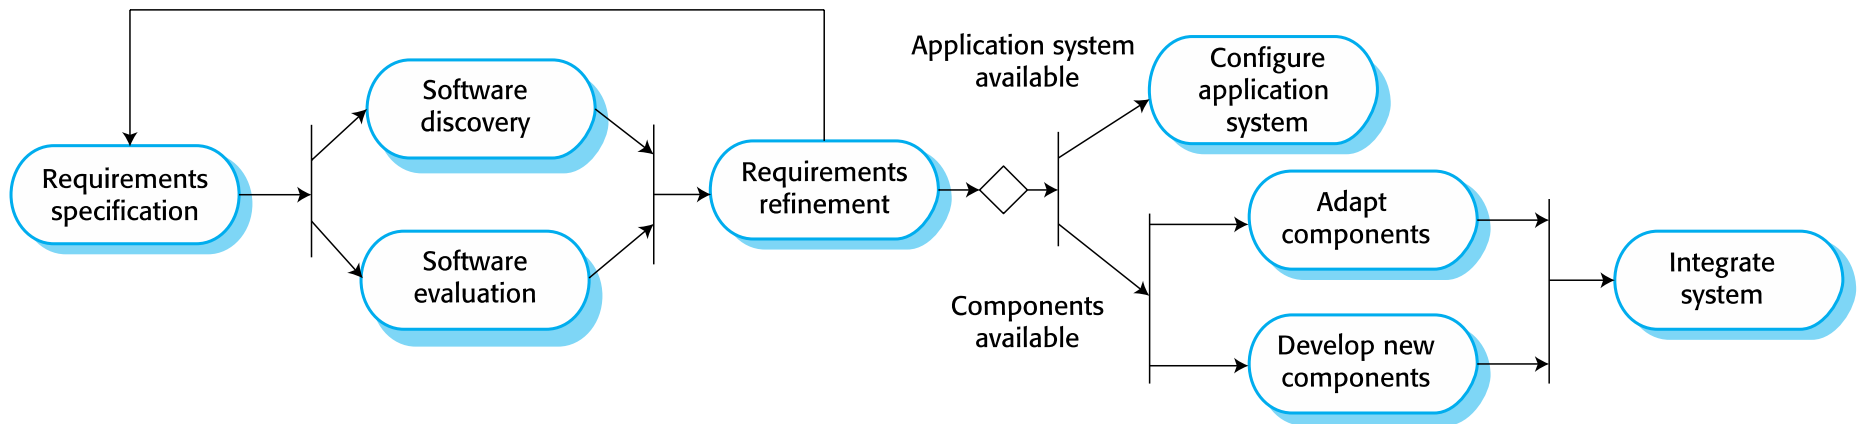 Requirements
specification
Software
discovery
Software
evaluation
Requirements
refinement
Application system
available
Configure
application
system
Components
available
Adapt
components
Develop new
components
Integrate
system